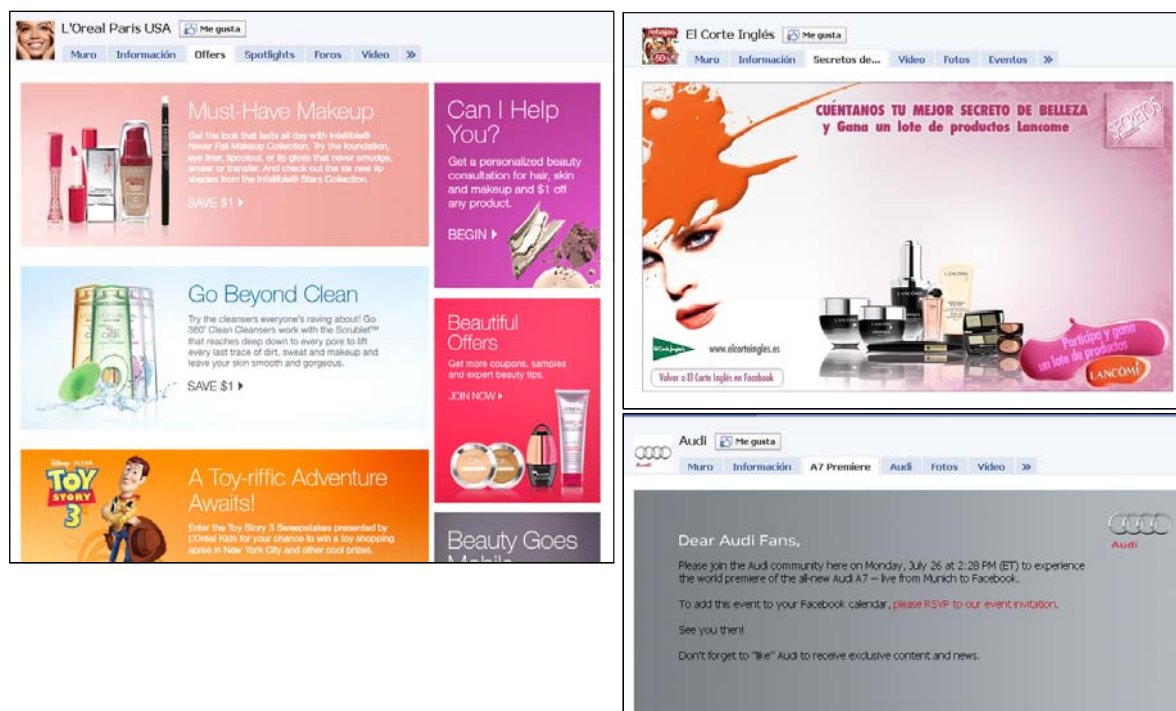 L'Oreal Paris USA
Me gusta
Muro Información Offers Spotlights Foros Video »
Must-Have Makeup
Get the look that lasts all day with Infallible®
Never Fail Makeup Collection. Try the foundation,
eye liner, lipcolour, or lip gloss that never smudge,
smear or transfer. And check out the six new lip
shades from the Infallible® Stars Collection.
SAVE $1
Can I Help
You?
Get a personalized beauty
consultation for hair, skin
and makeup and $1 off
any product.
BEGIN
Go Beyond Clean
Try the cleansers everyone's raving about! Go
360° Clean Cleansers work with the Scrublet™
that reaches deep down to every pore to lift
every last trace of dirt, sweat and makeup and
leave your skin smooth and gorgeous.
SAVE $1
Beautiful
Offers
Get more coupons, samples
and expert beauty tips.
JOIN NOW
Disney PIXAR
TOY
STORY
3
A Toy-riffic Adventure
Awaits!
Enter the Toy Story 3 Sweepstakes presented by
L'Oréal Kids for your chance to win a toy shopping
spree in New York City and other cool prizes.
Beauty Goes
Mobile
rebajas
-50%
El Corte Inglés
Me gusta
Muro Información Secretos de... Video Fotos Eventos »
CUÉNTANOS TU MEJOR SECRETO DE BELLEZA
y Gana un lote de productos Lancome
SECRETOS
LANCOME
El Corte Inglés
www.elcorteingles.es
Participa y gana
un lote de productos
LANCOMÉ
Volver a El Corte Inglés en Facebook
Audi
Audi
Me gusta
Muro Información A7 Premiere Audi Fotos Video »
Audi
Dear Audi Fans,
Please join the Audi community here on Monday, July 26 at 2:28 PM (ET) to experience
the world premiere of the all-new Audi A7 -- live from Munich to Facebook.
To add this event to your Facebook calendar, please RSVP to our event invitation.
See you then!
Don't forget to "like" Audi to receive exclusive content and news.